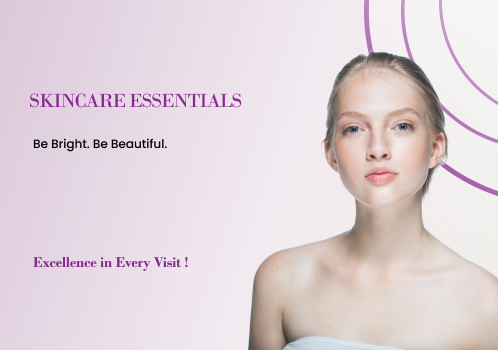 SKINCARE ESSENTIALS
Be Bright. Be Beautiful.
Excellence in Every Visit !